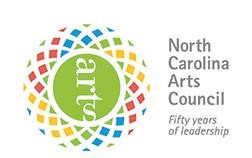 arts
North
Carolina
Arts
Council
Fifty years
of leadership